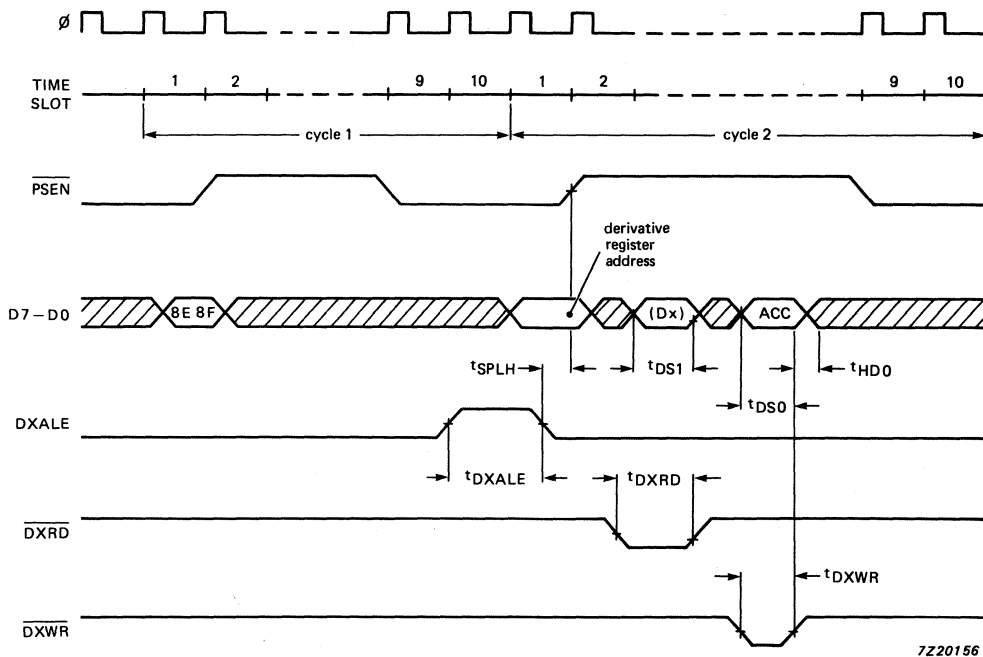 Ø
TIME
SLOT
1 2 9 10 1 2 9 10
cycle 1 cycle 2
PSEN
derivative
register
address
D7–D0 8E 8F (Dx) ACC
tSPLH tDS1 tHD0
tDS0
DXALE
tDXALE tDXRD
DXRD
tDXWR
DXWR
7Z20156